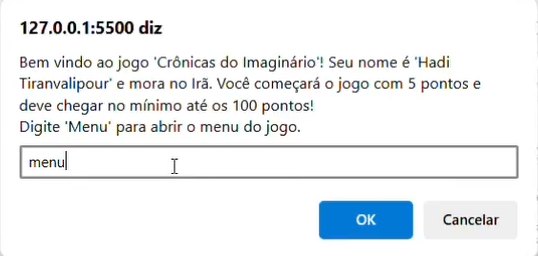 127.0.0.1:5500 diz
Bem vindo ao jogo 'Crônicas do Imaginário'! Seu nome é 'Hadi
Tiranvalipour' e mora no Irã. Você começará o jogo com 5 pontos e
deve chegar no mínimo até os 100 pontos!
Digite 'Menu' para abrir o menu do jogo.
menu
OK
Cancelar